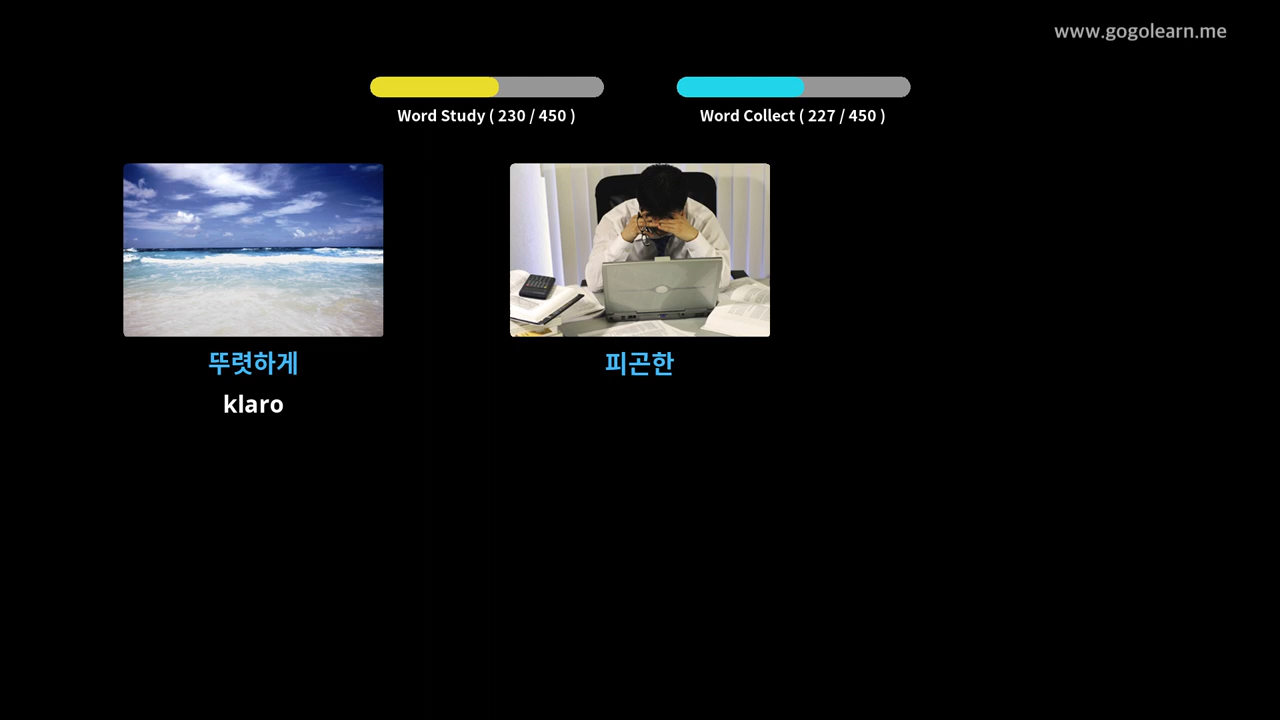 www.gogolearn.me
Word Study ( 230 / 450 )
Word Collect ( 227 / 450 )
뚜렷하게
피곤한
klaro